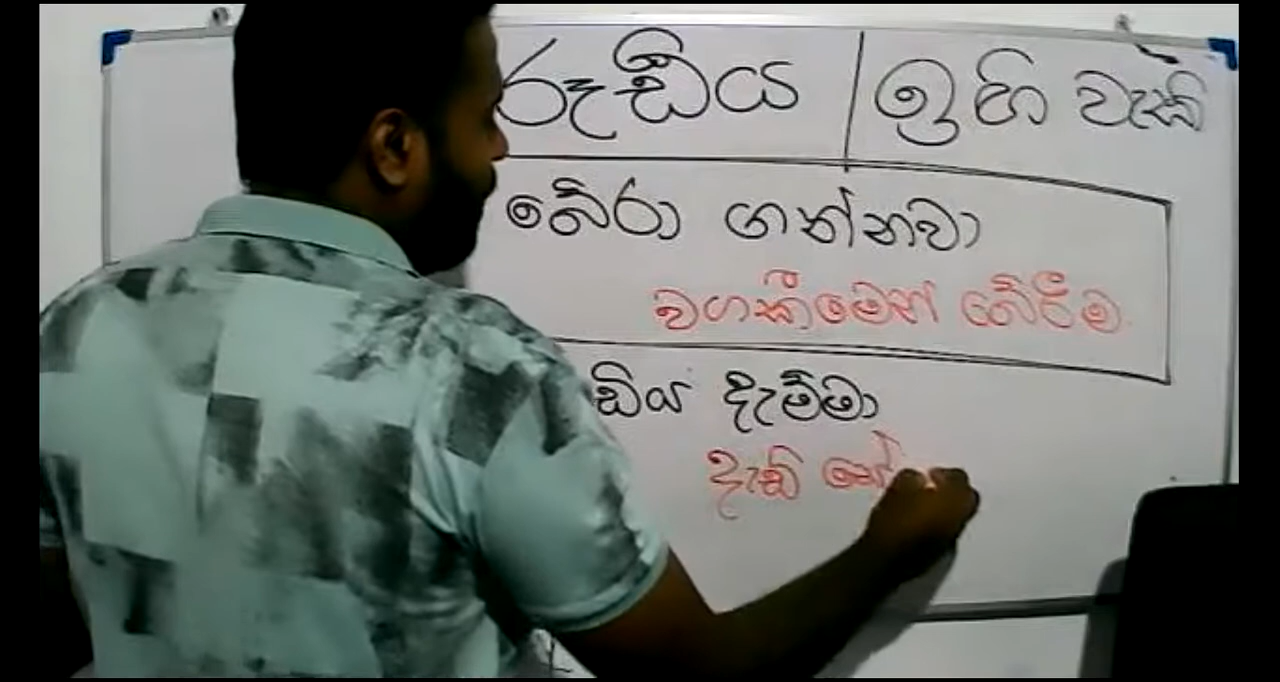 රූඩිය | ඉඟි වැකි
බේරා ගන්නවා
වගකීමෙන් බේරීම
ඩිය දැම්මා
දැඩි